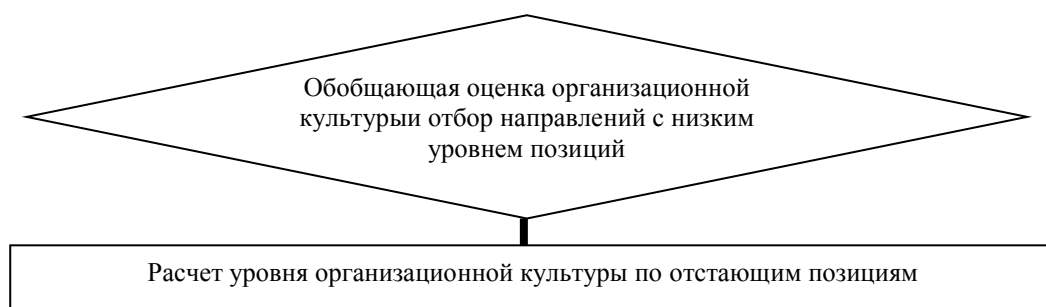 Обобщающая оценка организационной
культурыи отбор направлений с низким
уровнем позиций
Расчет уровня организационной культуры по отстающим позициям